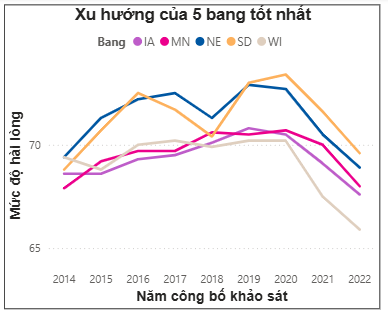 Xu hướng của 5 bang tốt nhất
Bang IA MN NE SD WI
Mức độ hài lòng
70
65
2014 2015 2016 2017 2018 2019 2020 2021 2022
Năm công bố khảo sát